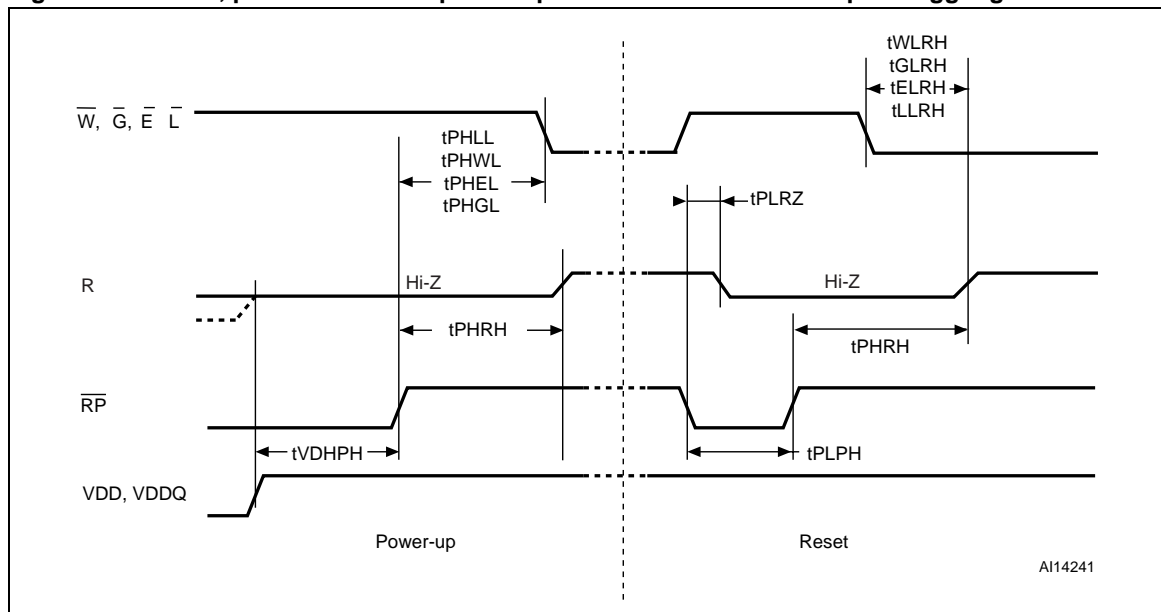 tWLRH
tGLRH
tELRH
tLLRH
W, G, E L
tPHLL
tPHWL
tPHEL
tPHGL
tPLRZ
R
Hi-Z
Hi-Z
tPHRH
tPHRH
RP
tVDHPH
tPLPH
VDD, VDDQ
Power-up
Reset
AI14241